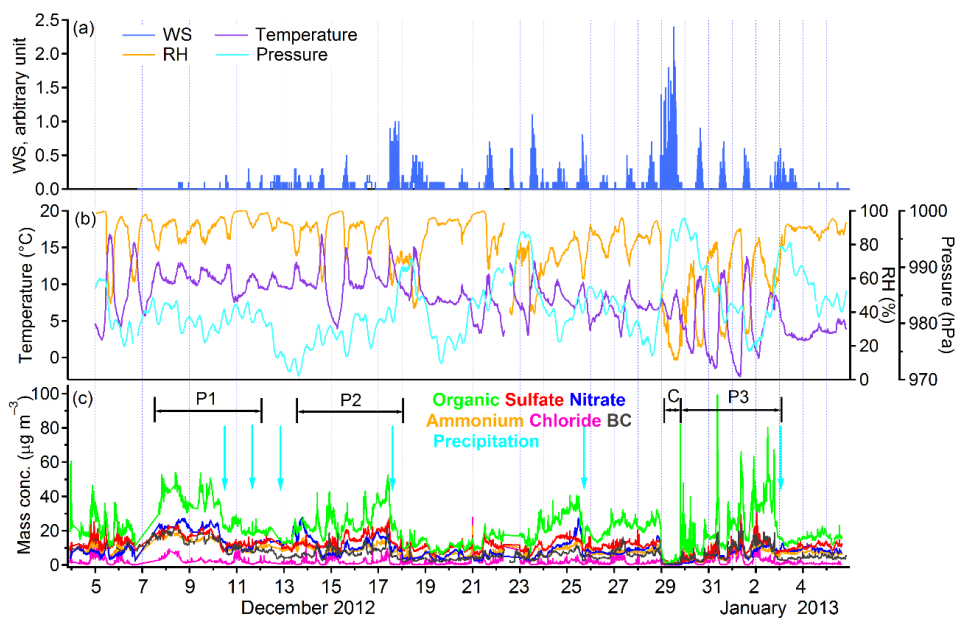 (a)
WS
Temperature
RH
Pressure
WS, arbitrary unit
2.5
2.0
1.5
1.0
0.5
0.0
(b)
Temperature (°C)
20
15
10
5
0
100
80
60
40
20
0
RH (%)
1000
990
980
970
Pressure (hPa)
(c)
P1
P2
C
P3
Organic Sulfate Nitrate
Ammonium Chloride BC
Precipitation
Mass conc. (µg m⁻³)
100
80
60
40
20
0
5 7 9 11 13 15 17 19 21 23 25 27 29 31 2 4
December 2012 January 2013